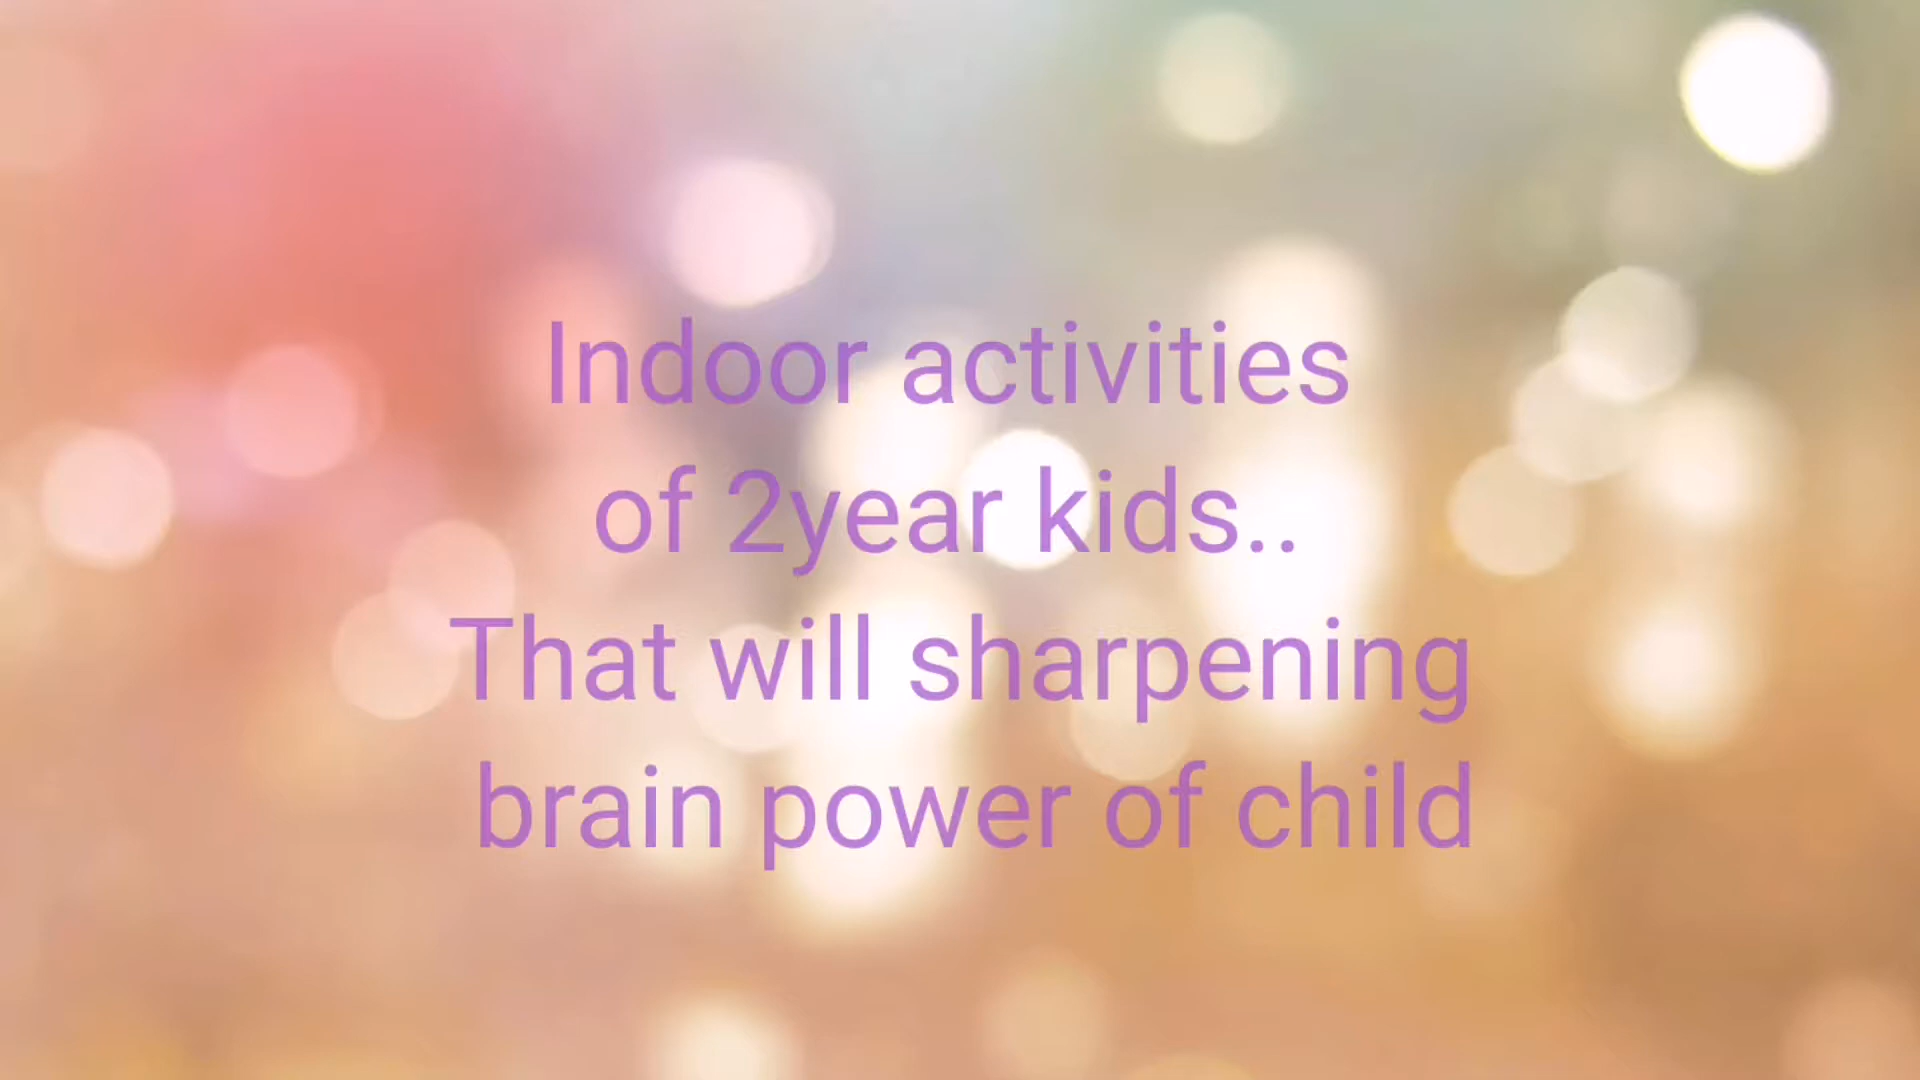 Indoor activities
of 2year kids..
That will sharpening
brain power of child